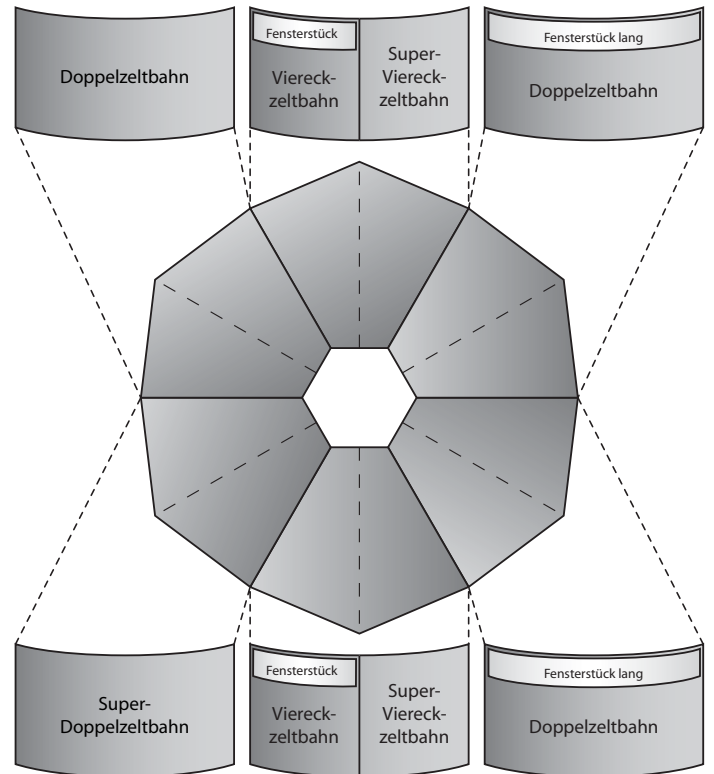 Doppelzeltbahn
Fensterstück
Viereck-
zeltbahn
Super-
Viereck-
zeltbahn
Fensterstück lang
Doppelzeltbahn
Super-
Doppelzeltbahn
Fensterstück
Viereck-
zeltbahn
Super-
Viereck-
zeltbahn
Fensterstück lang
Doppelzeltbahn